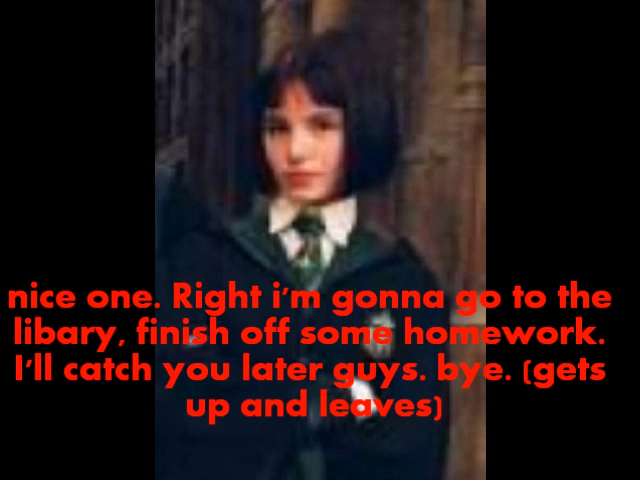 nice one. Right i'm gonna go to the
libary, finish off some homework.
I'll catch you later guys. bye. (gets
up and leaves)